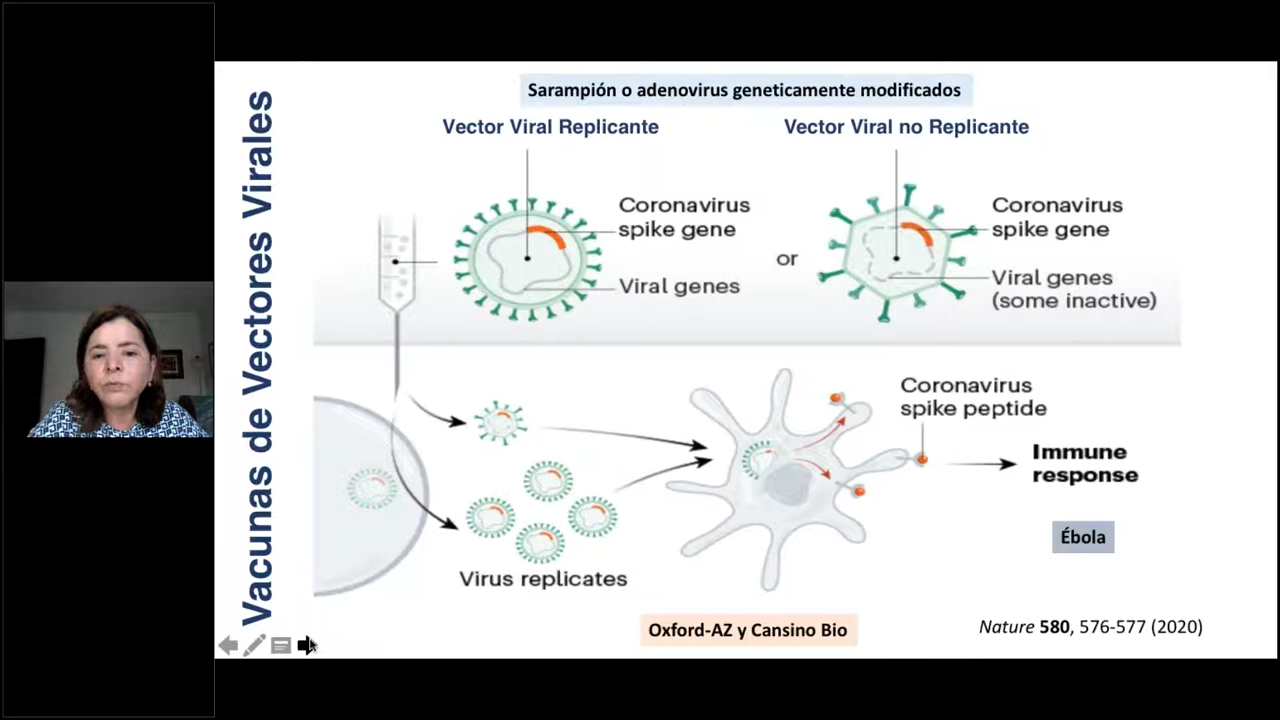 Vacunas de Vectores Virales
Sarampión o adenovirus geneticamente modificados
Vector Viral Replicante
Vector Viral no Replicante
Coronavirus
spike gene
Viral genes
or
Coronavirus
spike gene
Viral genes
(some inactive)
Coronavirus
spike peptide
Immune
response
Virus replicates
Ébola
Oxford-AZ y Cansino Bio
Nature 580, 576-577 (2020)